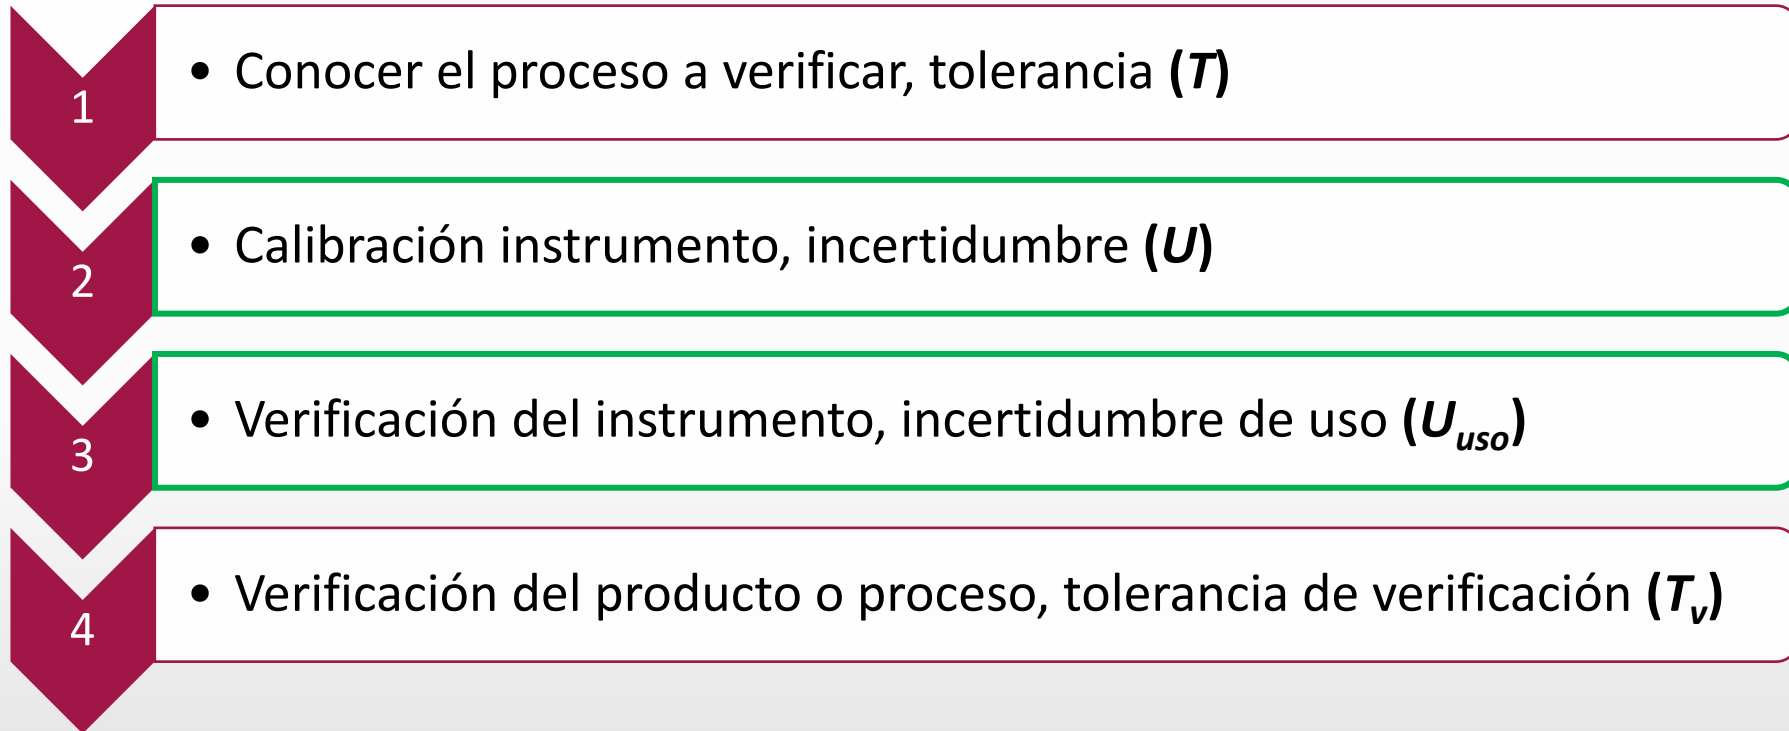 1
• Conocer el proceso a verificar, tolerancia (T)
2
• Calibración instrumento, incertidumbre (U)
3
• Verificación del instrumento, incertidumbre de uso (Uuso)
4
• Verificación del producto o proceso, tolerancia de verificación (Tv)